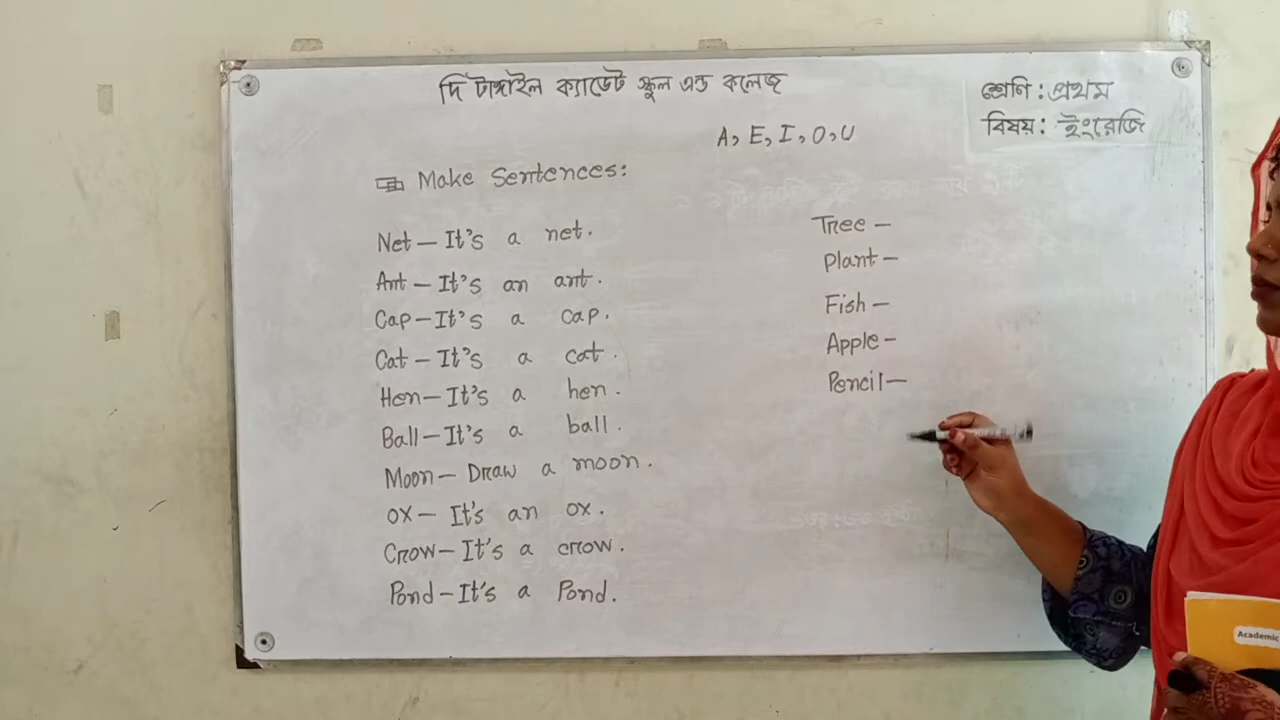 দি টাঙ্গাইল ক্যাডেট স্কুল এন্ড কলেজ
শ্রেণি : প্রথম
বিষয় : ইংরেজি
A, E, I, O, U
Make Sentences:
Net – It's a net.
Ant – It's an ant.
Cap – It's a cap.
Cat – It's a cat.
Hen – It's a hen.
Ball – It's a ball.
Moon – Draw a moon.
OX – It's an ox.
Crow – It's a crow.
Pond – It's a Pond.
Tree –
Plant –
Fish –
Apple –
Pencil –
Academic